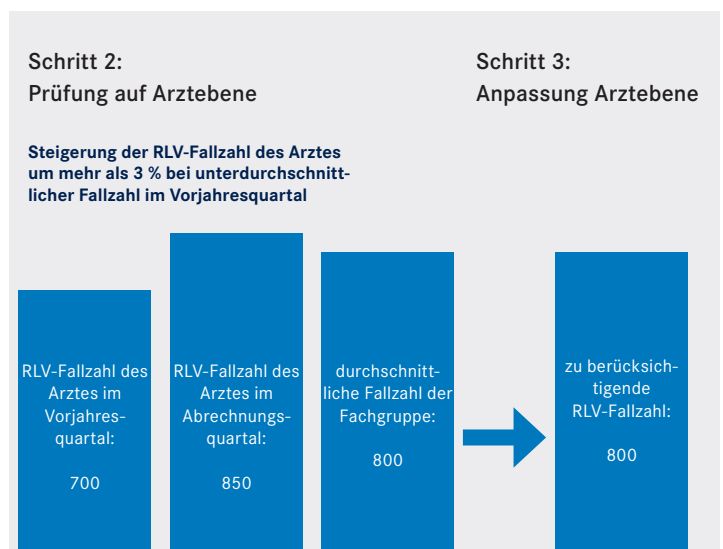 Schritt 2:
Prüfung auf Arztebene
Schritt 3:
Anpassung Arztebene
Steigerung der RLV-Fallzahl des Arztes
um mehr als 3 % bei unterdurchschnitt-
licher Fallzahl im Vorjahresquartal
RLV-Fallzahl des
Arztes im
Vorjahres-
quartal:
700
RLV-Fallzahl des
Arztes im
Abrechnungs-
quartal:
850
durchschnitt-
liche Fallzahl der
Fachgruppe:
800
zu berücksich-
tigende
RLV-Fallzahl:
800